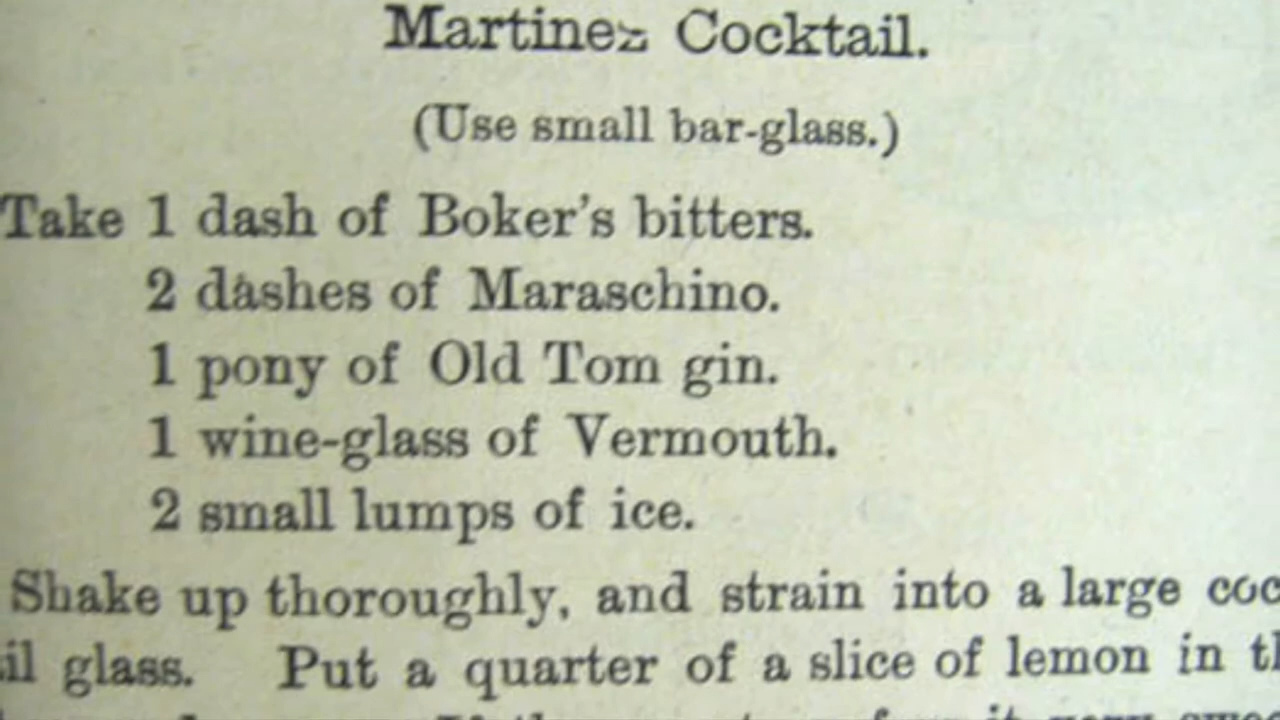 Martinez Cocktail.
(Use small bar-glass.)
Take 1 dash of Boker's bitters.
2 dashes of Maraschino.
1 pony of Old Tom gin.
1 wine-glass of Vermouth.
2 small lumps of ice.
Shake up thoroughly, and strain into a large coc
il glass. Put a quarter of a slice of lemon in th